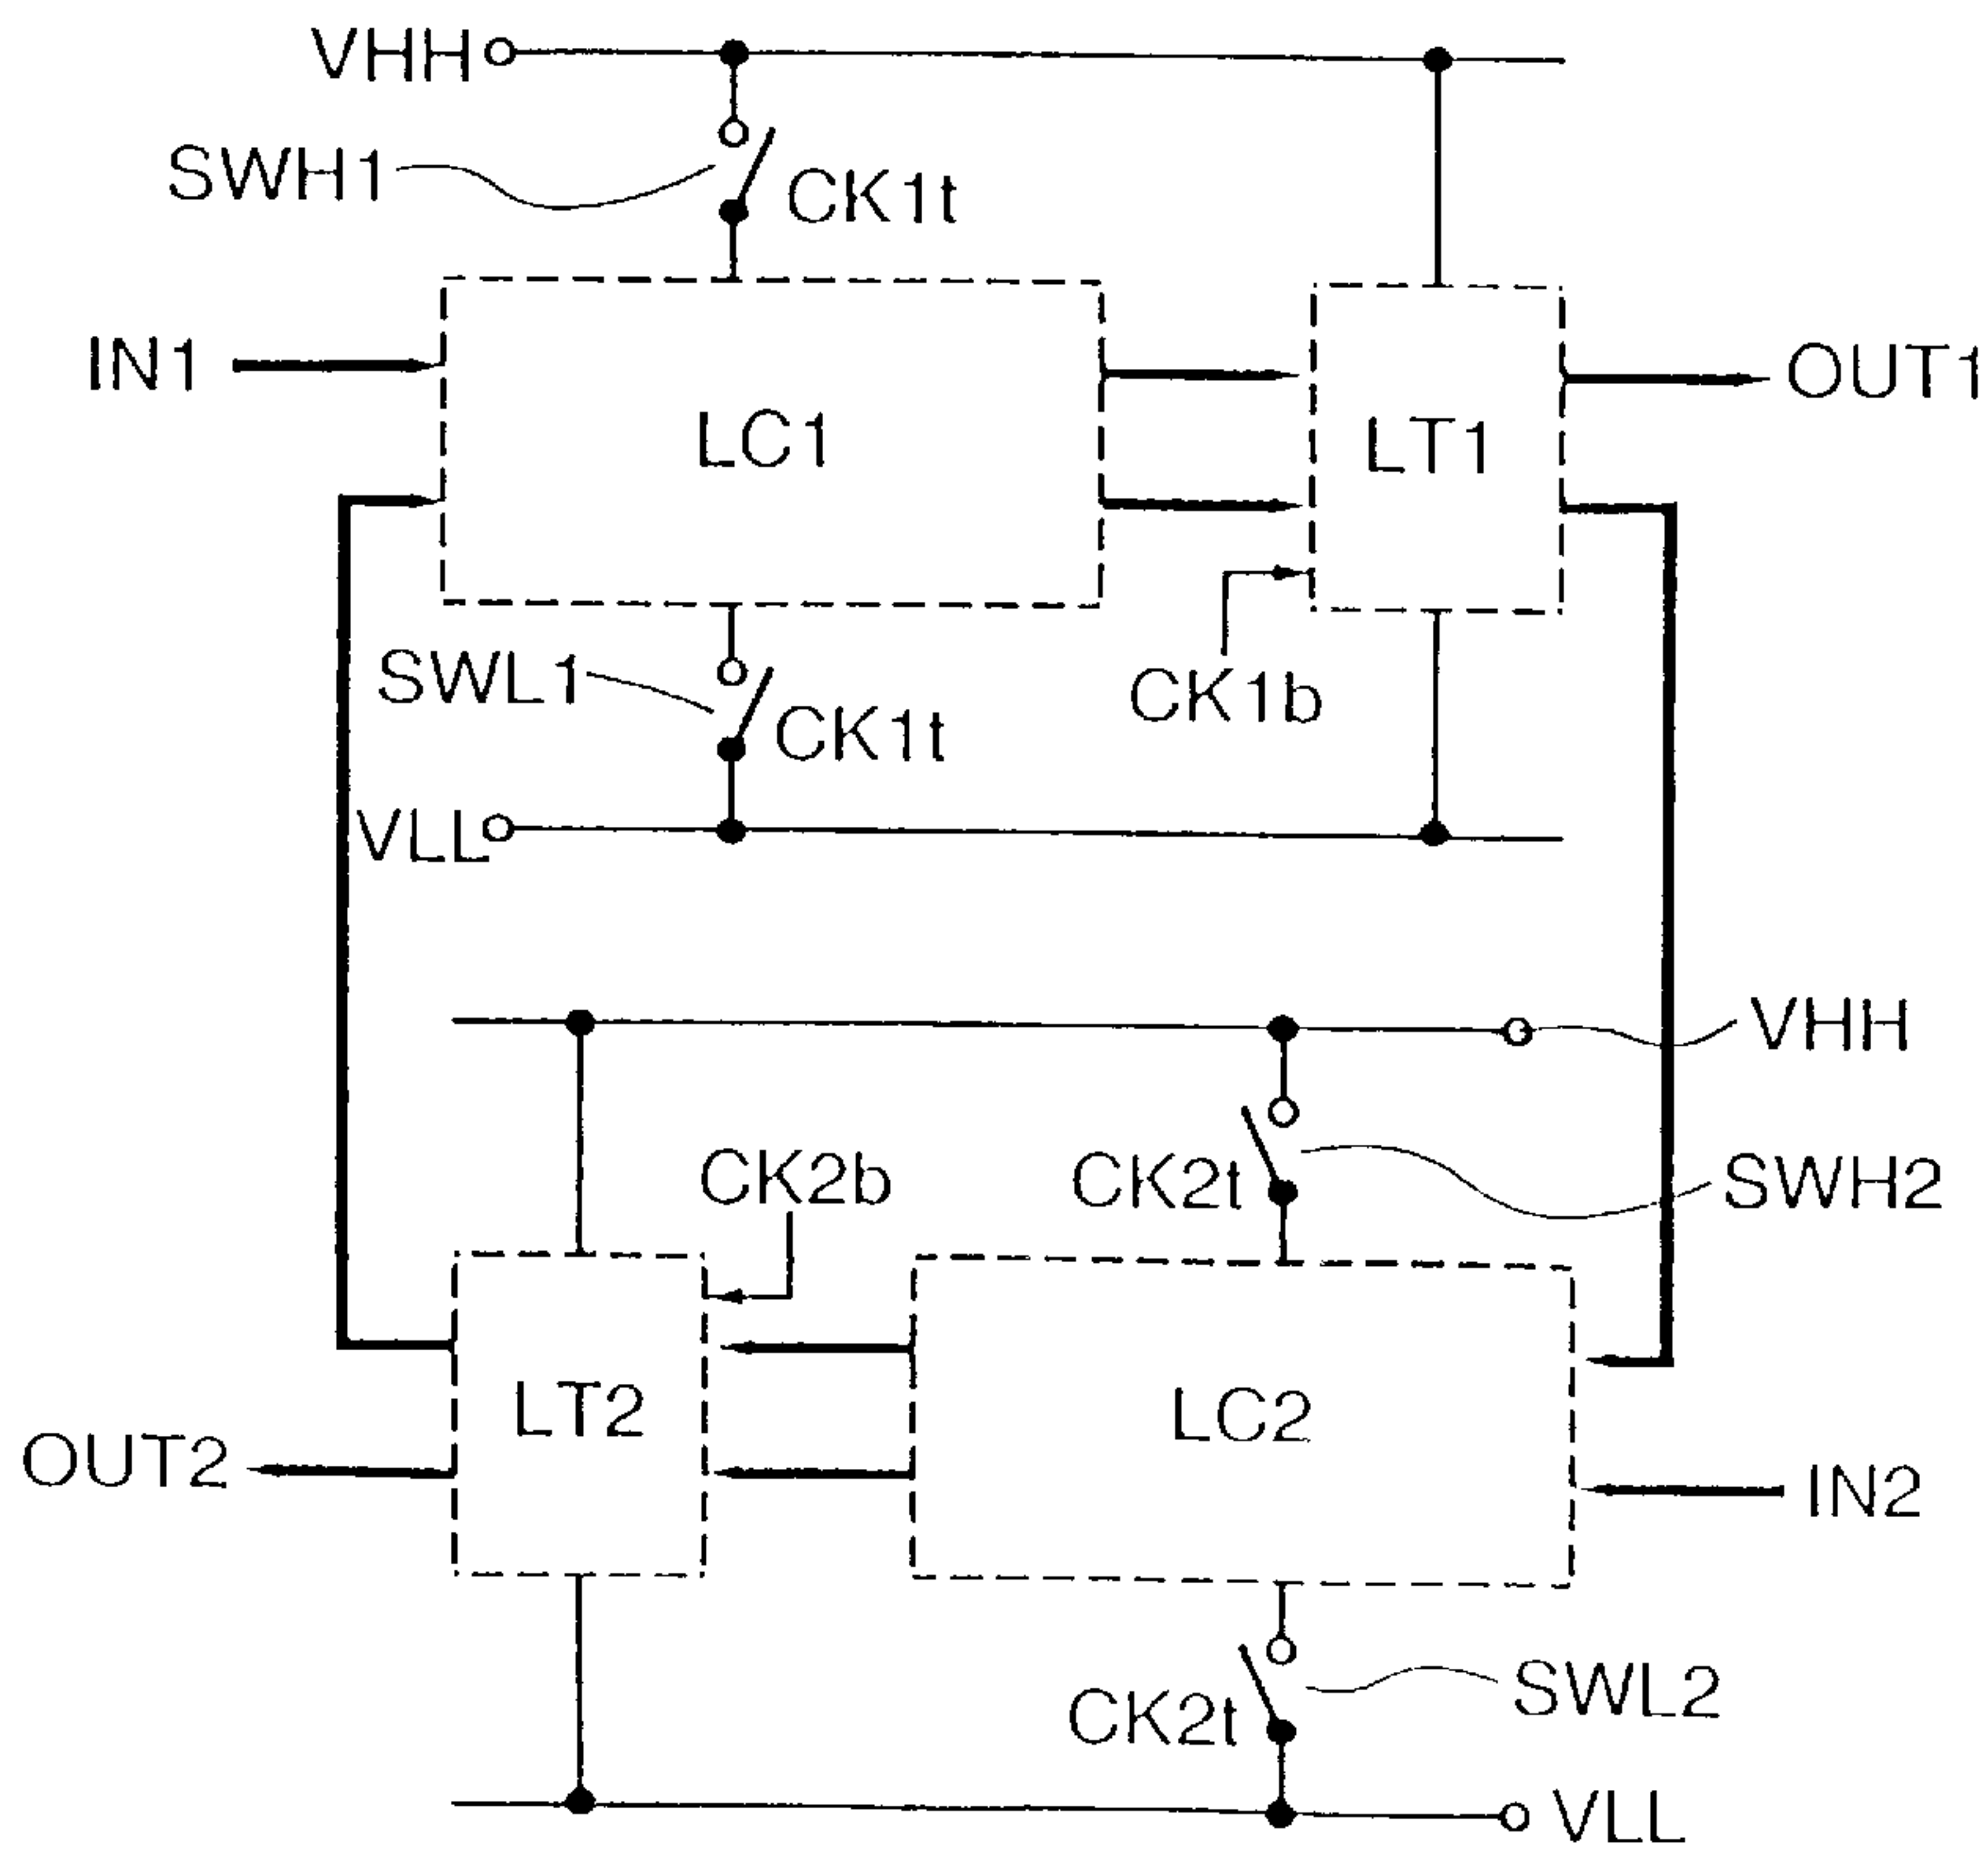 VHH
SWH1
CK1t
IN1
LC1
LT1
OUT1
SWL1
CK1t
CK1b
VLL
VHH
CK2b
CK2t
SWH2
LT2
LC2
OUT2
IN2
CK2t
SWL2
VLL